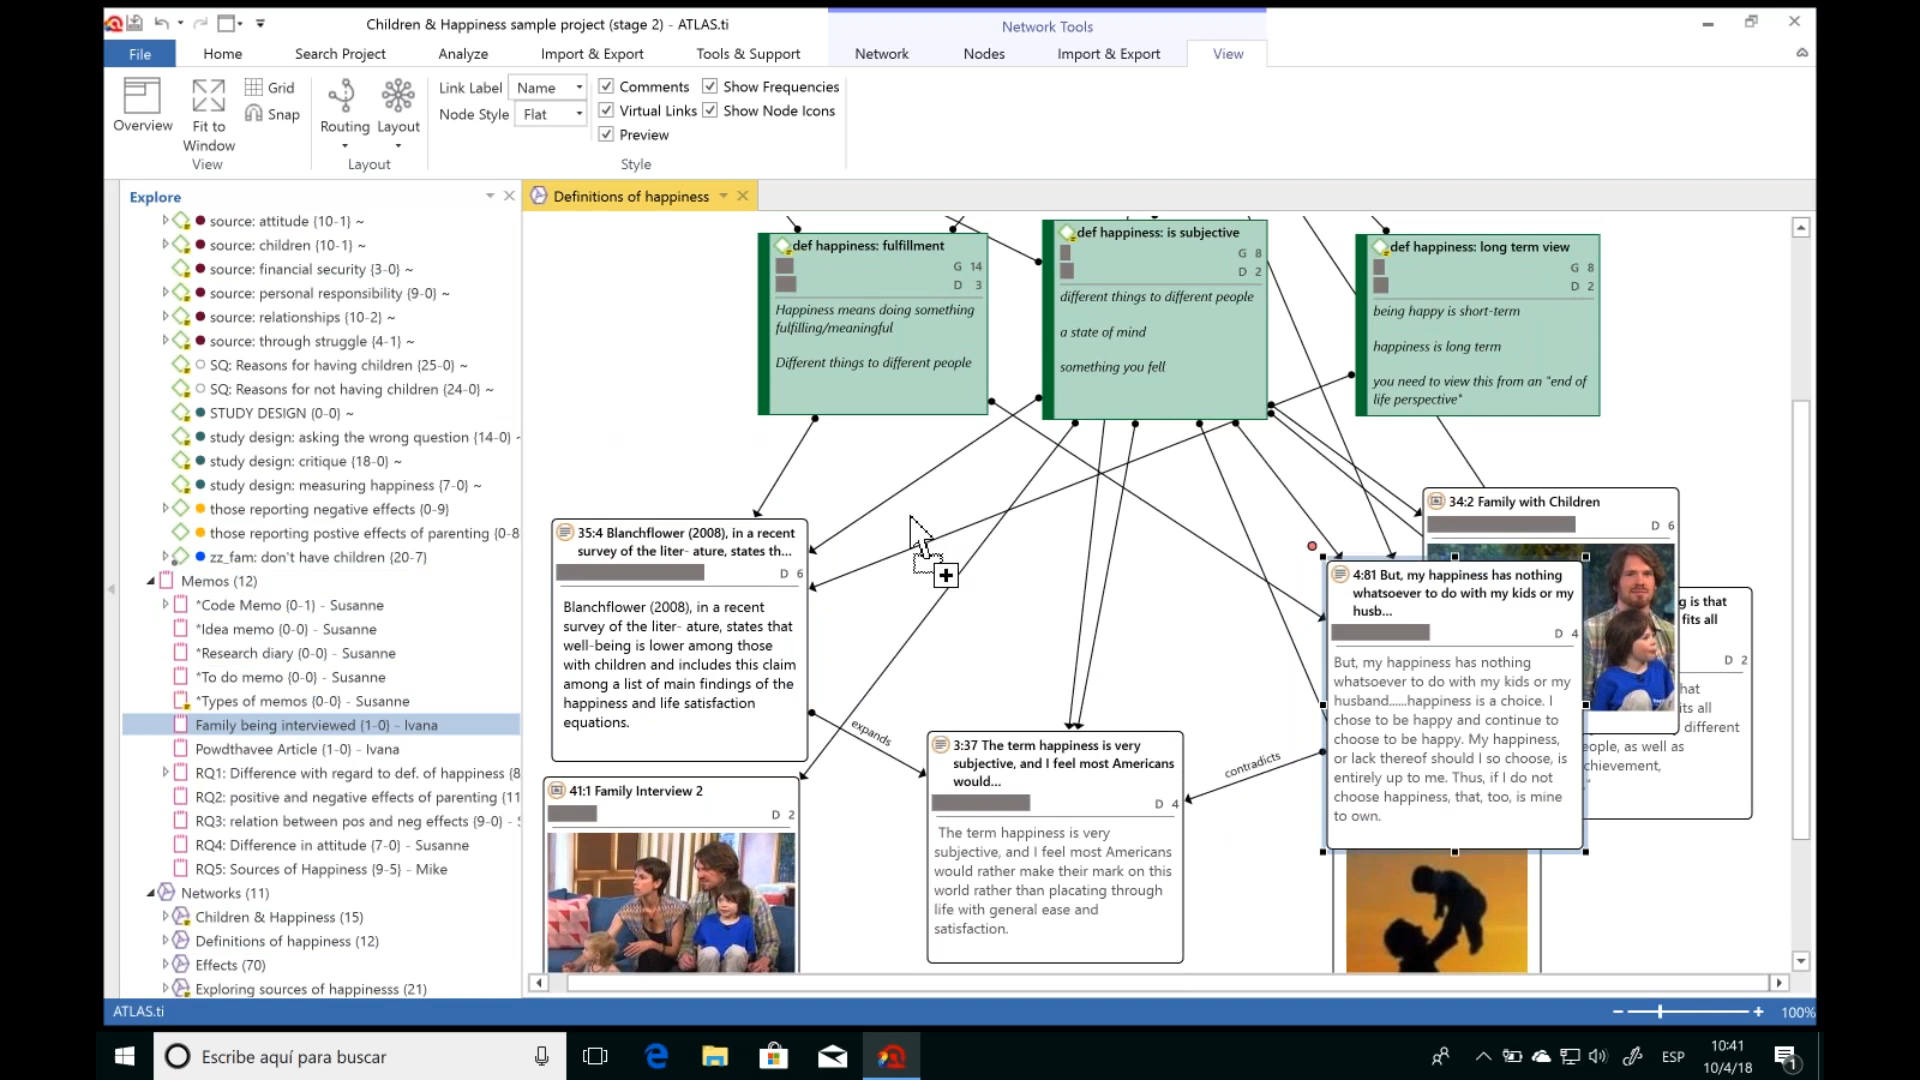 Children & Happiness sample project (stage 2) - ATLAS.ti
Network Tools
File
Home
Search Project
Analyze
Import & Export
Tools & Support
Network
Nodes
Import & Export
View
Overview
Fit to
Window
Grid
Snap
View
Routing
Layout
Layout
Link Label
Name
Node Style
Flat
Comments
Show Frequencies
Virtual Links
Show Node Icons
Preview
Style
Explore
source: attitude {10-1} ~
source: children {10-1} ~
source: financial security {3-0} ~
source: personal responsibility {9-0} ~
source: relationships {10-2} ~
source: through struggle {4-1} ~
SQ: Reasons for having children {25-0} ~
SQ: Reasons for not having children {24-0} ~
STUDY DESIGN {0-0} ~
study design: asking the wrong question {14-0} -
study design: critique {18-0} ~
study design: measuring happiness {7-0} ~
those reporting negative effects {0-9}
those reporting postive effects of parenting {0-8
zz_fam: don't have children {20-7}
Memos (12)
*Code Memo {0-1} - Susanne
*Idea memo {0-0} - Susanne
*Research diary {0-0} - Susanne
*To do memo {0-0} - Susanne
*Types of memos {0-0} - Susanne
Family being interviewed {1-0} - Ivana
Powdthavee Article {1-0} - Ivana
RQ1: Difference with regard to def. of happiness {8
RQ2: positive and negative effects of parenting {11
RQ3: relation between pos and neg effects {9-0} -
RQ4: Difference in attitude {7-0} - Susanne
RQ5: Sources of Happiness {9-5} - Mike
Networks (11)
Children & Happiness (15)
Definitions of happiness (12)
Effects (70)
Exploring sources of happinesss (21)
Definitions of happiness
def happiness: fulfillment
G 14
D 3
Happiness means doing something
fulfilling/meaningful
Different things to different people
def happiness: is subjective
G 8
D 2
different things to different people
a state of mind
something you fell
def happiness: long term view
G 8
D 2
being happy is short-term
happiness is long term
you need to view this from an "end of
life perspective"
35:4 Blanchflower (2008), in a recent
survey of the liter- ature, states th...
D 6
Blanchflower (2008), in a recent
survey of the liter- ature, states that
well-being is lower among those
with children and includes this claim
among a list of main findings of the
happiness and life satisfaction
equations.
expands
41:1 Family Interview 2
D 2
3:37 The term happiness is very
subjective, and I feel most Americans
would...
D 4
The term happiness is very
subjective, and I feel most Americans
would rather make their mark on this
world rather than placating through
life with general ease and
satisfaction.
contradicts
34:2 Family with Children
D 6
4:81 But, my happiness has nothing
whatsoever to do with my kids or my
husb...
D 4
But, my happiness has nothing
whatsoever to do with my kids or my
husband......happiness is a choice. I
chose to be happy and continue to
choose to be happy. My happiness,
or lack thereof should I so choose, is
entirely up to me. Thus, if I do not
choose happiness, that, too, is mine
to own.
g is that
fits all
D 2
hat
its all
different
eople, as well as
chievement,
ATLAS.ti
100%
Escribe aquí para buscar
ESP
10:41
10/4/18
1